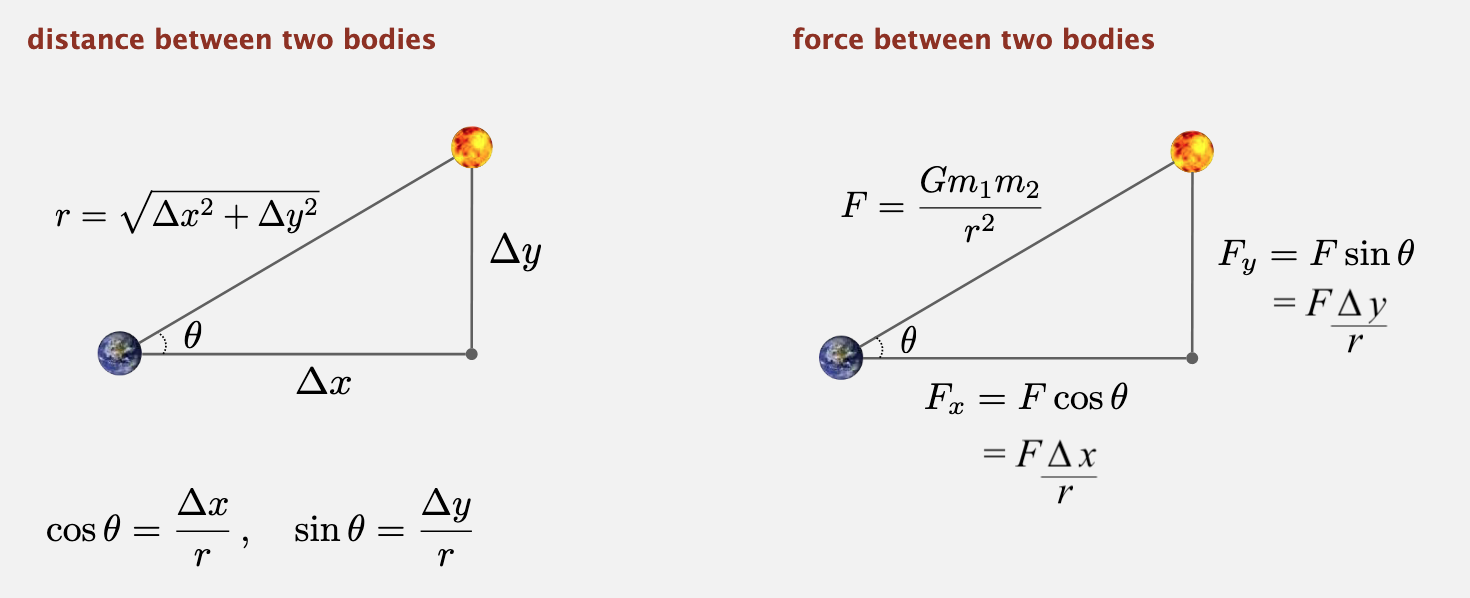 distance between two bodies
r = √(Δx² + Δy²)
Δy
θ
Δx
cos θ = Δx/r , sin θ = Δy/r
force between two bodies
F = Gm₁m₂/r²
F_y = F sin θ
= F Δy/r
θ
F_x = F cos θ
= F Δx/r